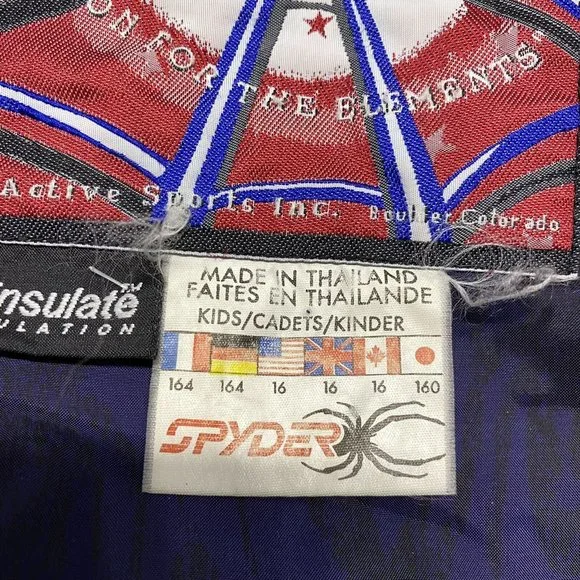 ON FOR THE ELEMENTS
Active Sports Inc. Boulder Colorado
nsulate™
ULATION
MADE IN THAILAND
FAITES EN THAILANDE
KIDS/CADETS/KINDER
164 164 16 16 16 160
SPYDER